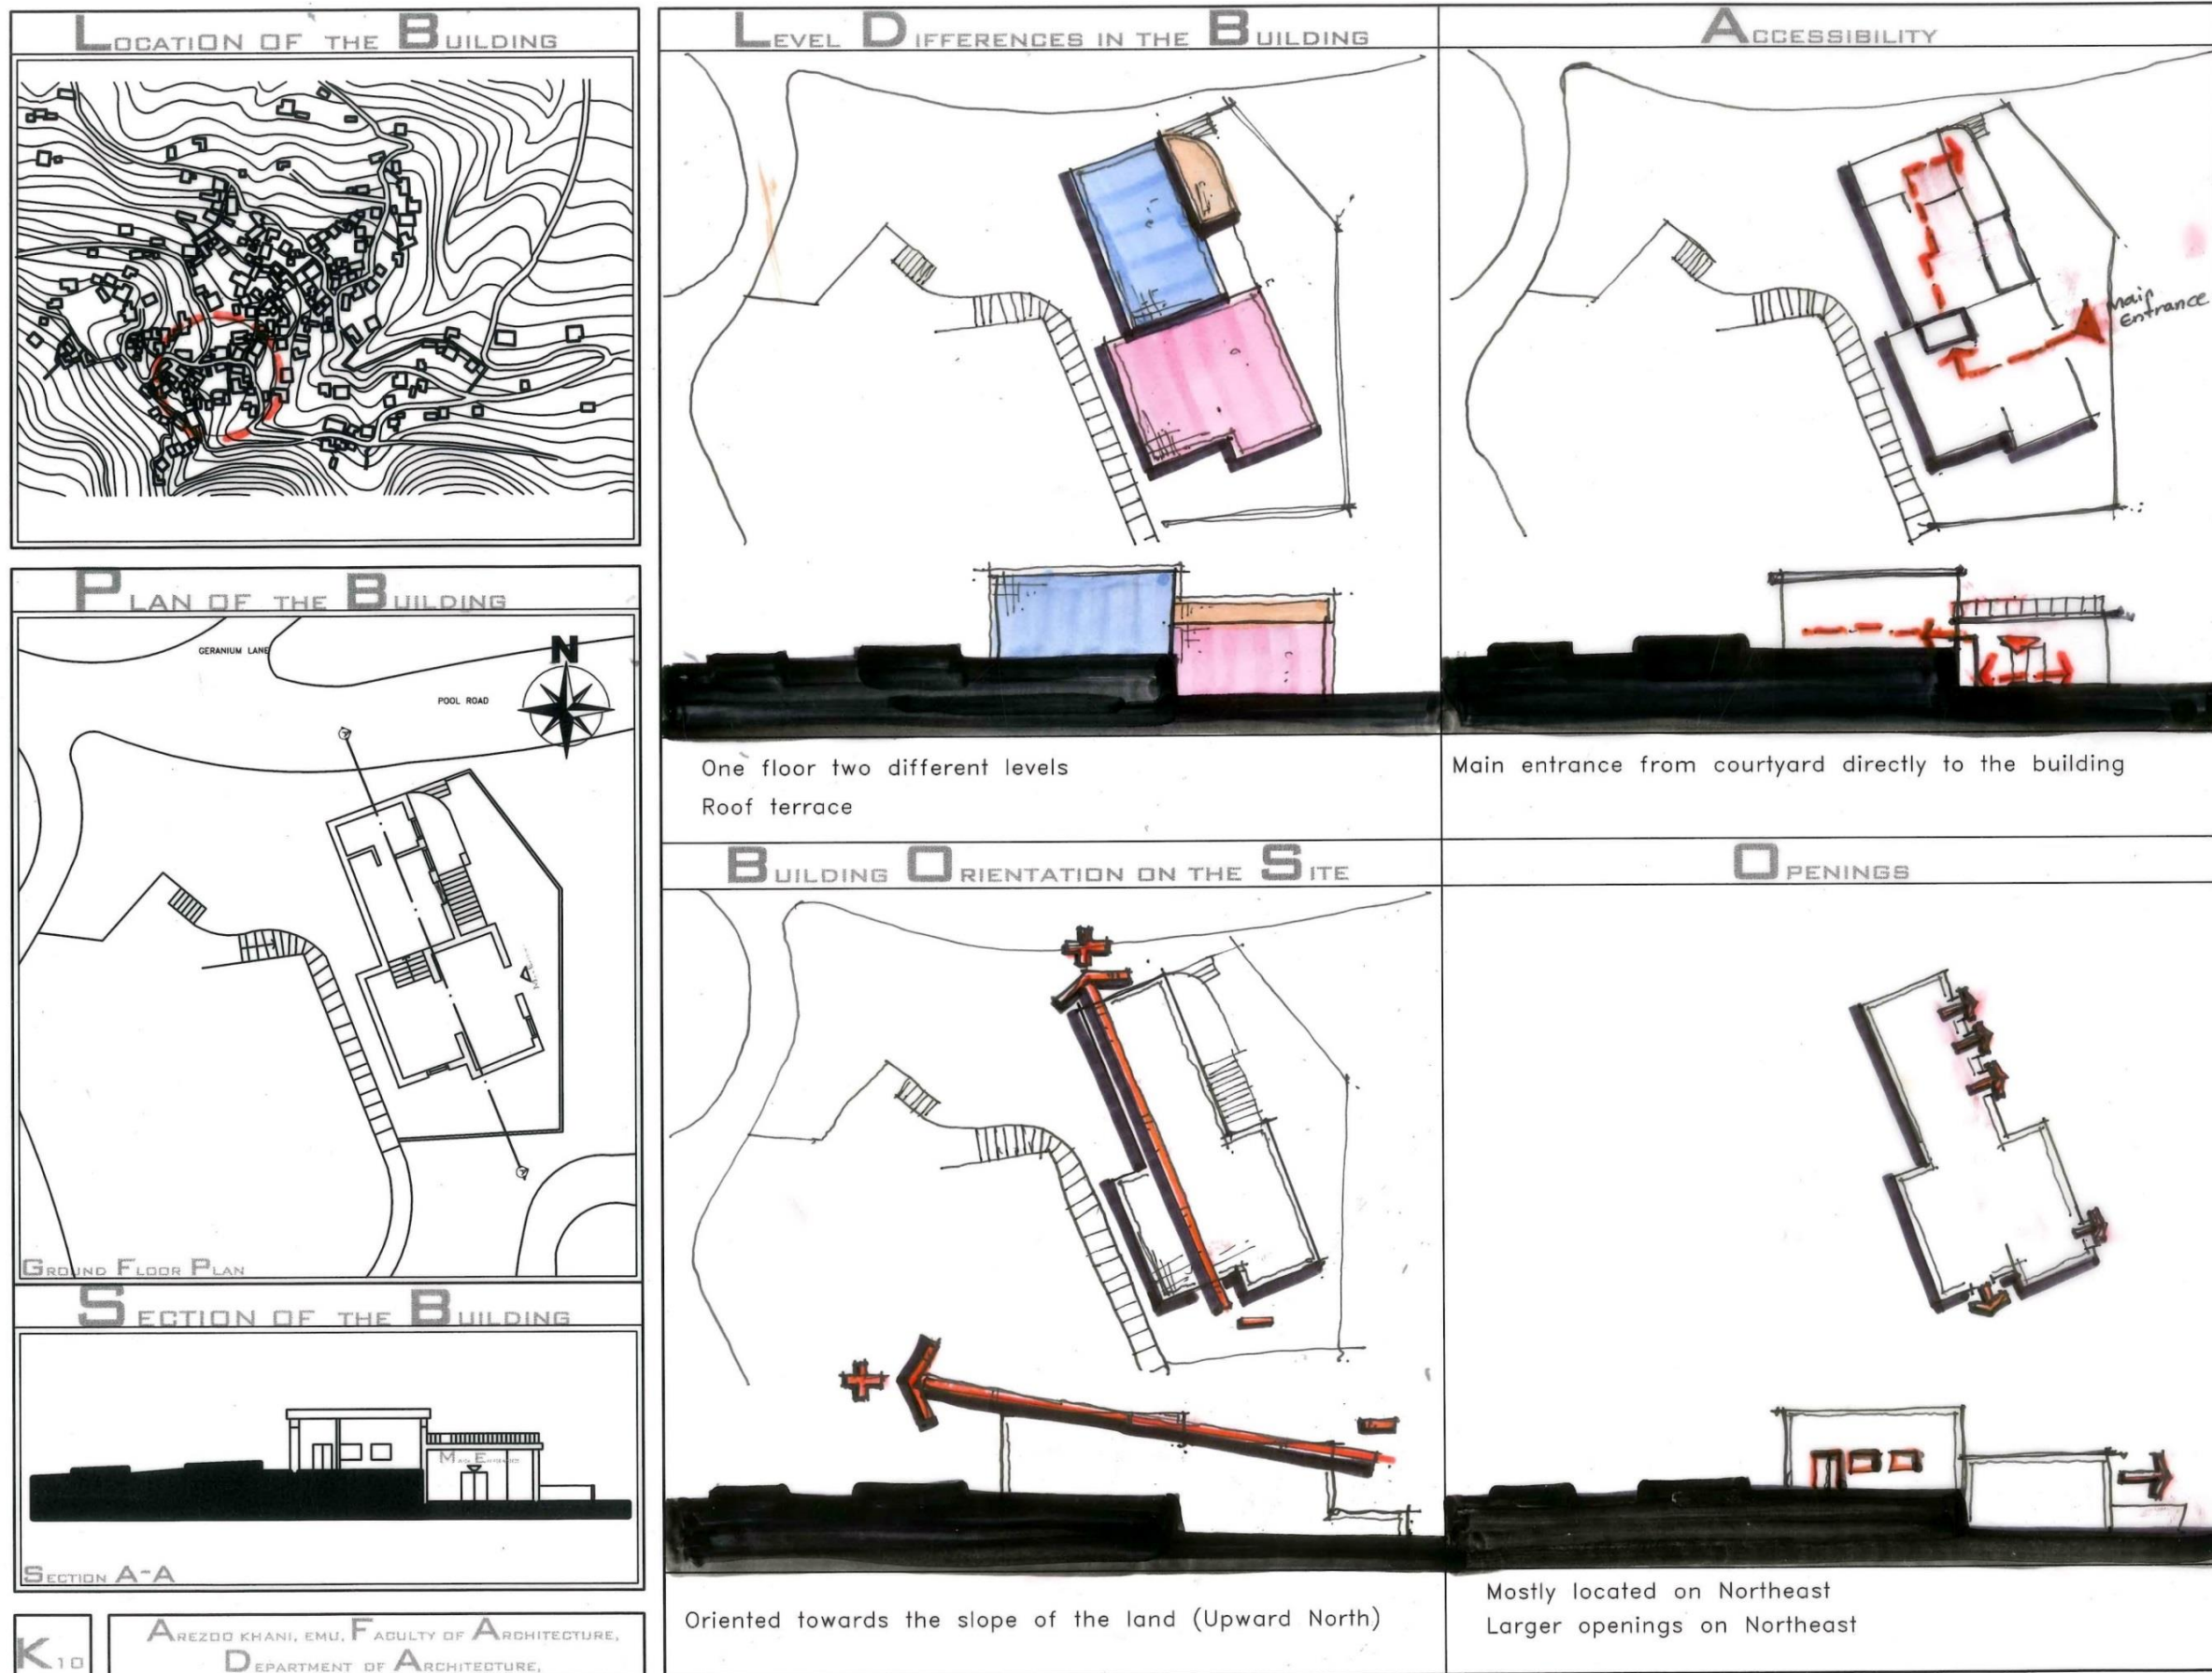 LOCATION OF THE BUILDING
PLAN OF THE BUILDING
GERANIUM LANE
POOL ROAD
N
GROUND FLOOR PLAN
SECTION OF THE BUILDING
SECTION A-A
K10
AREZOO KHANI, EMU, FACULTY OF ARCHITECTURE,
DEPARTMENT OF ARCHITECTURE,
LEVEL DIFFERENCES IN THE BUILDING
One floor two different levels
Roof terrace
ACCESSIBILITY
Main
Entrance
Main entrance from courtyard directly to the building
BUILDING ORIENTATION ON THE SITE
Oriented towards the slope of the land (Upward North)
OPENINGS
Mostly located on Northeast
Larger openings on Northeast